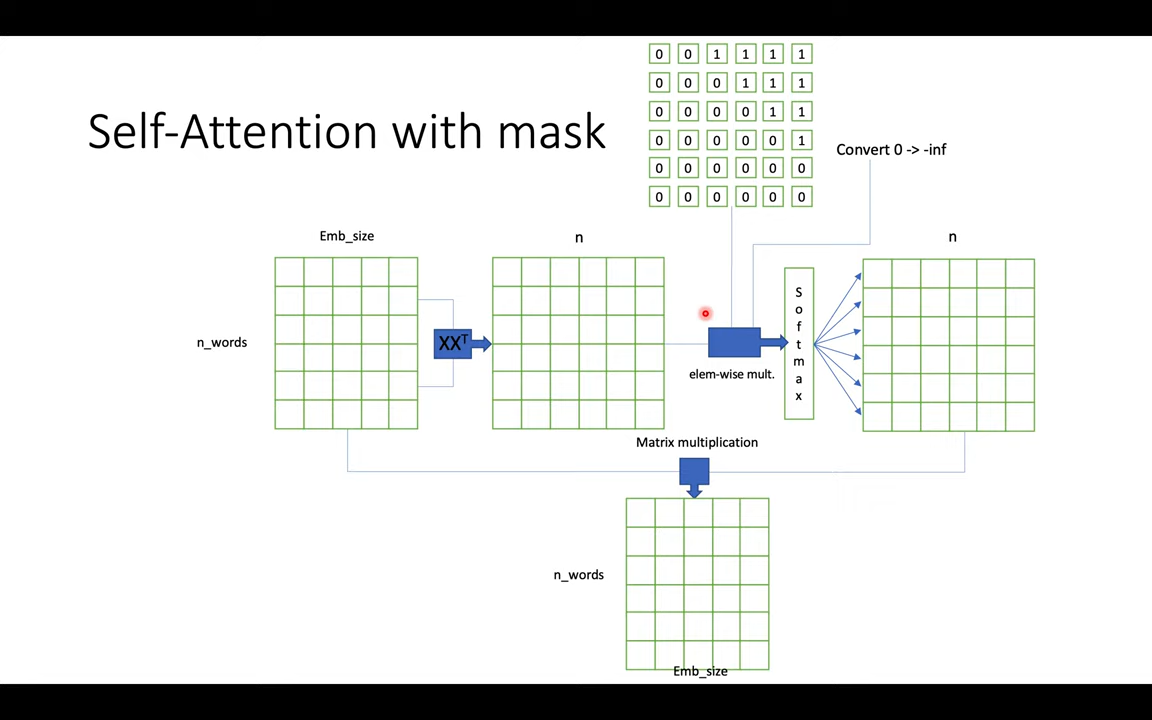 0 0 1 1 1 1
0 0 0 1 1 1
0 0 0 0 1 1
0 0 0 0 0 1
0 0 0 0 0 0
0 0 0 0 0 0
Self-Attention with mask
Convert 0 -> -inf
Emb_size
n
n
n_words
XXᵀ
Softmax
elem-wise mult.
Matrix multiplication
n_words
Emb_size